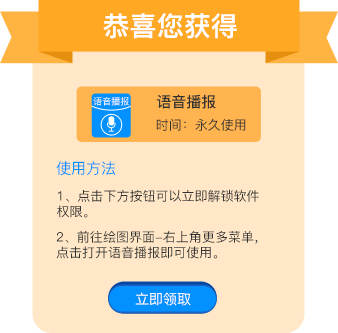 恭喜您获得
语音播报
语音播报
时间：永久使用
使用方法
1、点击下方按钮可以立即解锁软件
权限。
2、前往绘图界面-右上角更多菜单，
点击打开语音播报即可使用。
立即领取